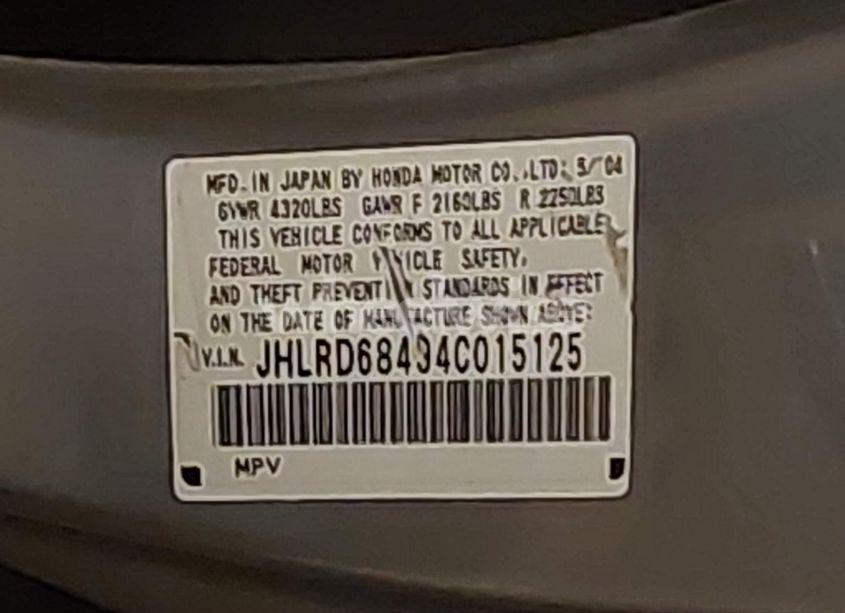 MFD. IN JAPAN BY HONDA MOTOR CO.,LTD: 5/04
GVWR 4320LBS GAWR F 2160LBS R 2250LBS
THIS VEHICLE CONFORMS TO ALL APPLICABLE
FEDERAL MOTOR VEHICLE SAFETY,
AND THEFT PREVENTION STANDARDS IN EFFECT
ON THE DATE OF MANUFACTURE SHOWN ABOVE:
V.I.N. JHLRD68494C015125
MPV